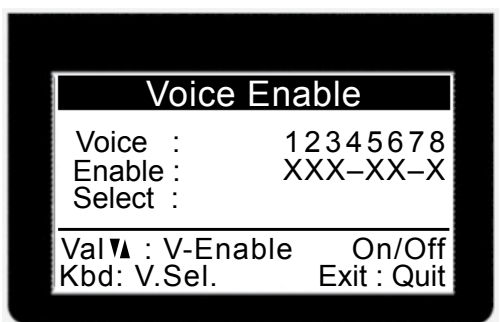 Voice Enable
Voice : 12345678
Enable : XXX–XX–X
Select :
Val▼▲ : V-Enable On/Off
Kbd: V.Sel. Exit : Quit